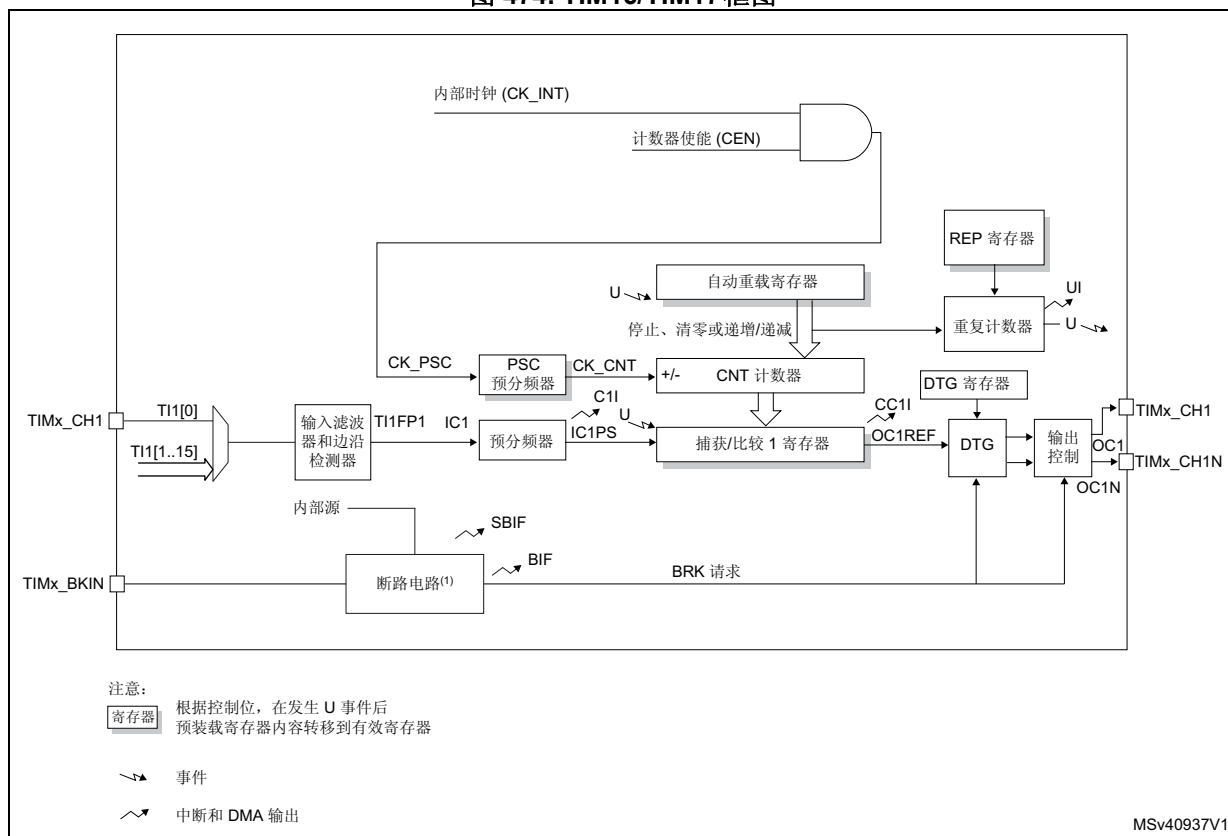 图 474. TIM16/TIM17 框图
内部时钟 (CK_INT)
计数器使能 (CEN)
REP 寄存器
自动重载寄存器
U
UI
停止、清零或递增/递减
重复计数器
U
CK_PSC
PSC
预分频器
CK_CNT
+/-
CNT 计数器
DTG 寄存器
TIMx_CH1
TI1[0]
TI1[1..15]
输入滤波
器和边沿
检测器
TI1FP1
IC1
预分频器
C1I
IC1PS
U
捕获/比较 1 寄存器
CC1I
OC1REF
DTG
输出
控制
OC1
TIMx_CH1
TIMx_CH1N
OC1N
内部源
SBIF
BIF
TIMx_BKIN
断路电路(1)
BRK 请求
注意：
寄存器
根据控制位，在发生 U 事件后
预装载寄存器内容转移到有效寄存器
事件
中断和 DMA 输出
MSv40937V1